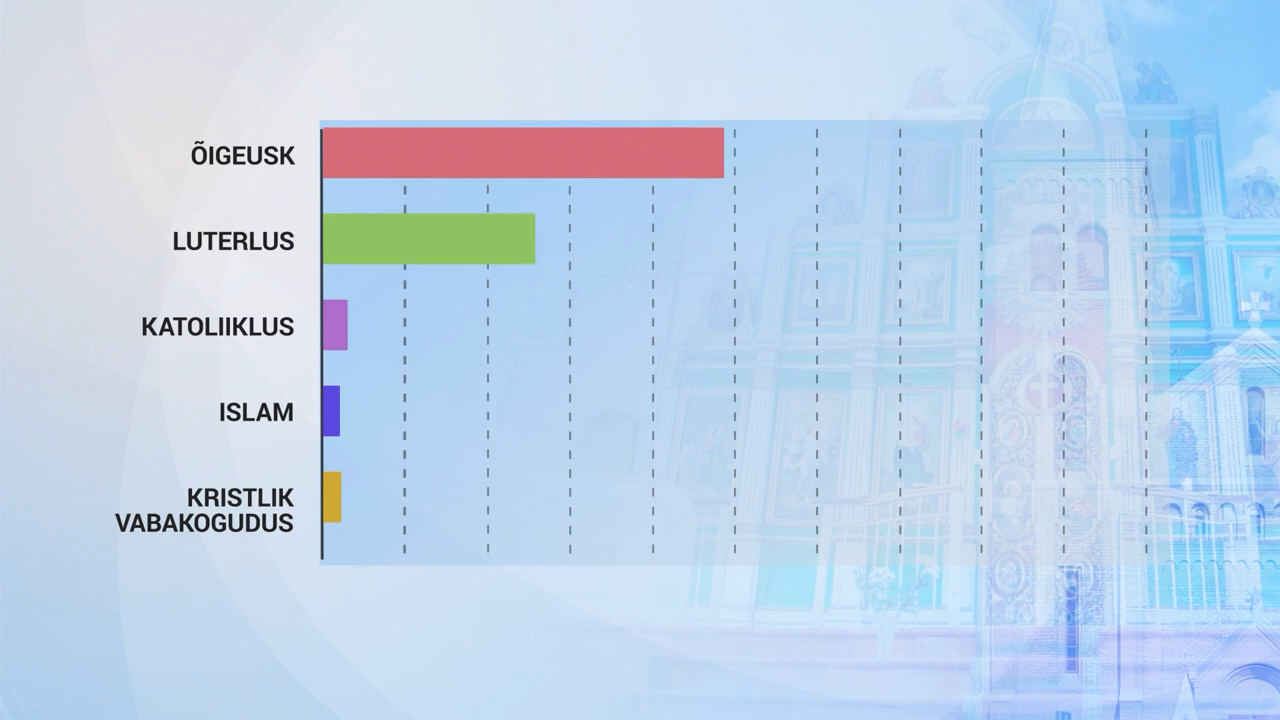 ÕIGEUSK
LUTERLUS
KATOLIIKLUS
ISLAM
KRISTLIK
VABAKOGUDUS